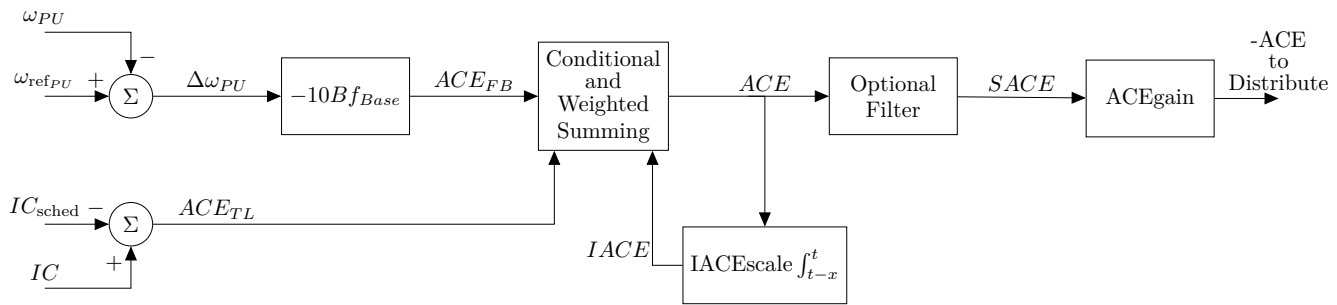 ω_PU
−
ω_ref_PU +
Σ
Δω_PU
−10Bf_Base
ACE_FB
Conditional
and
Weighted
Summing
ACE
Optional
Filter
SACE
ACEgain
-ACE
to
Distribute
IC_sched −
Σ
ACE_TL
+
IC
IACE
IACEscale ∫_{t−x}^{t}